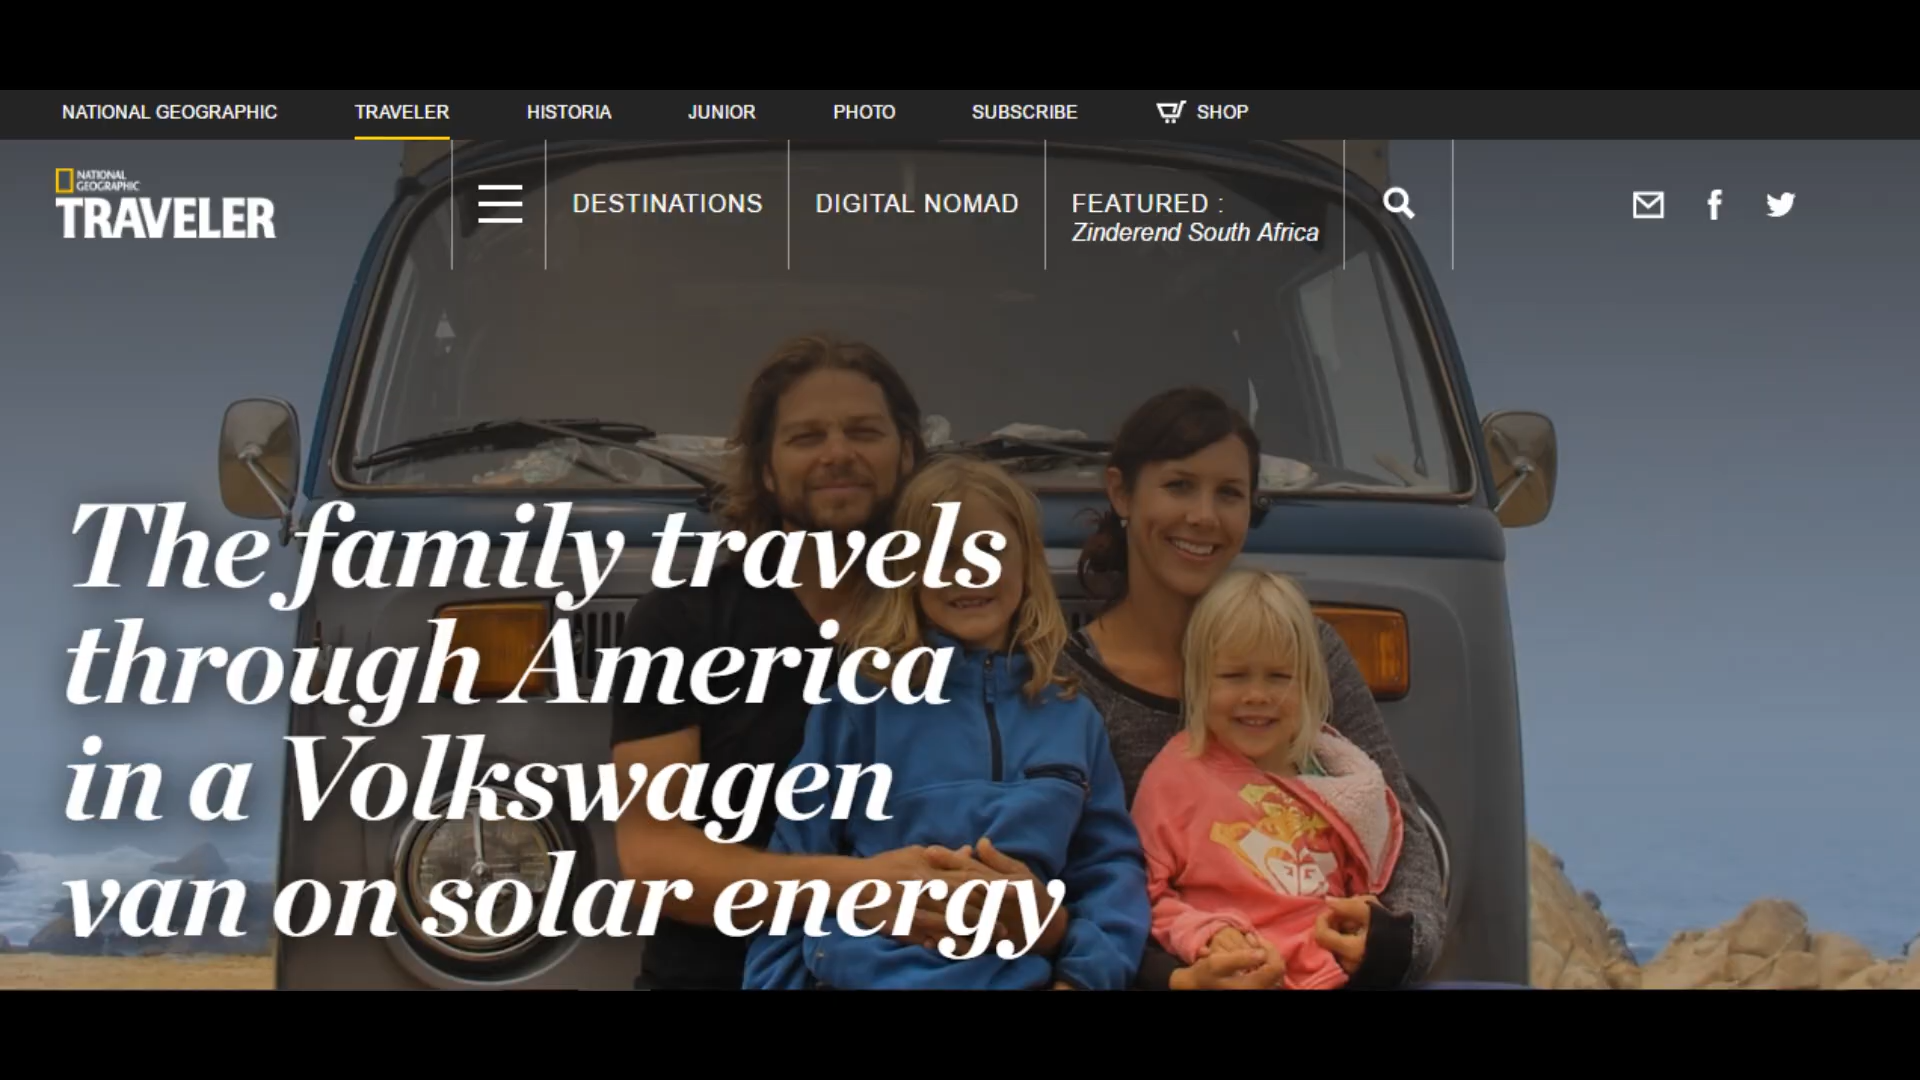 NATIONAL GEOGRAPHIC TRAVELER HISTORIA JUNIOR PHOTO SUBSCRIBE SHOP
NATIONAL
GEOGRAPHIC
TRAVELER
DESTINATIONS DIGITAL NOMAD FEATURED :
Zinderend South Africa
The family travels
through America
in a Volkswagen
van on solar energy